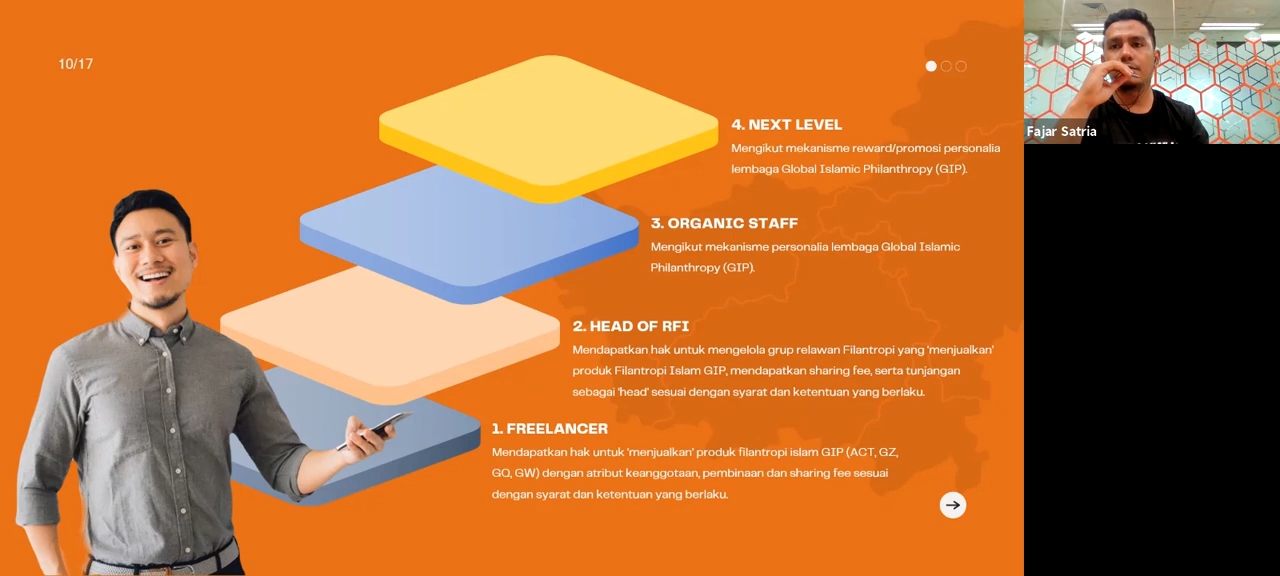 10/17
4. NEXT LEVEL
Mengikut mekanisme reward/promosi personalia
lembaga Global Islamic Philanthropy (GIP).
3. ORGANIC STAFF
Mengikut mekanisme personalia lembaga Global Islamic
Philanthropy (GIP).
2. HEAD OF RFI
Mendapatkan hak untuk mengelola grup relawan Filantropi yang 'menjualkan'
produk Filantropi Islam GIP, mendapatkan sharing fee, serta tunjangan
sebagai 'head' sesuai dengan syarat dan ketentuan yang berlaku.
1. FREELANCER
Mendapatkan hak untuk 'menjualkan' produk filantropi islam GIP (ACT, GZ,
GQ, GW) dengan atribut keanggotaan, pembinaan dan sharing fee sesuai
dengan syarat dan ketentuan yang berlaku.
Fajar Satria